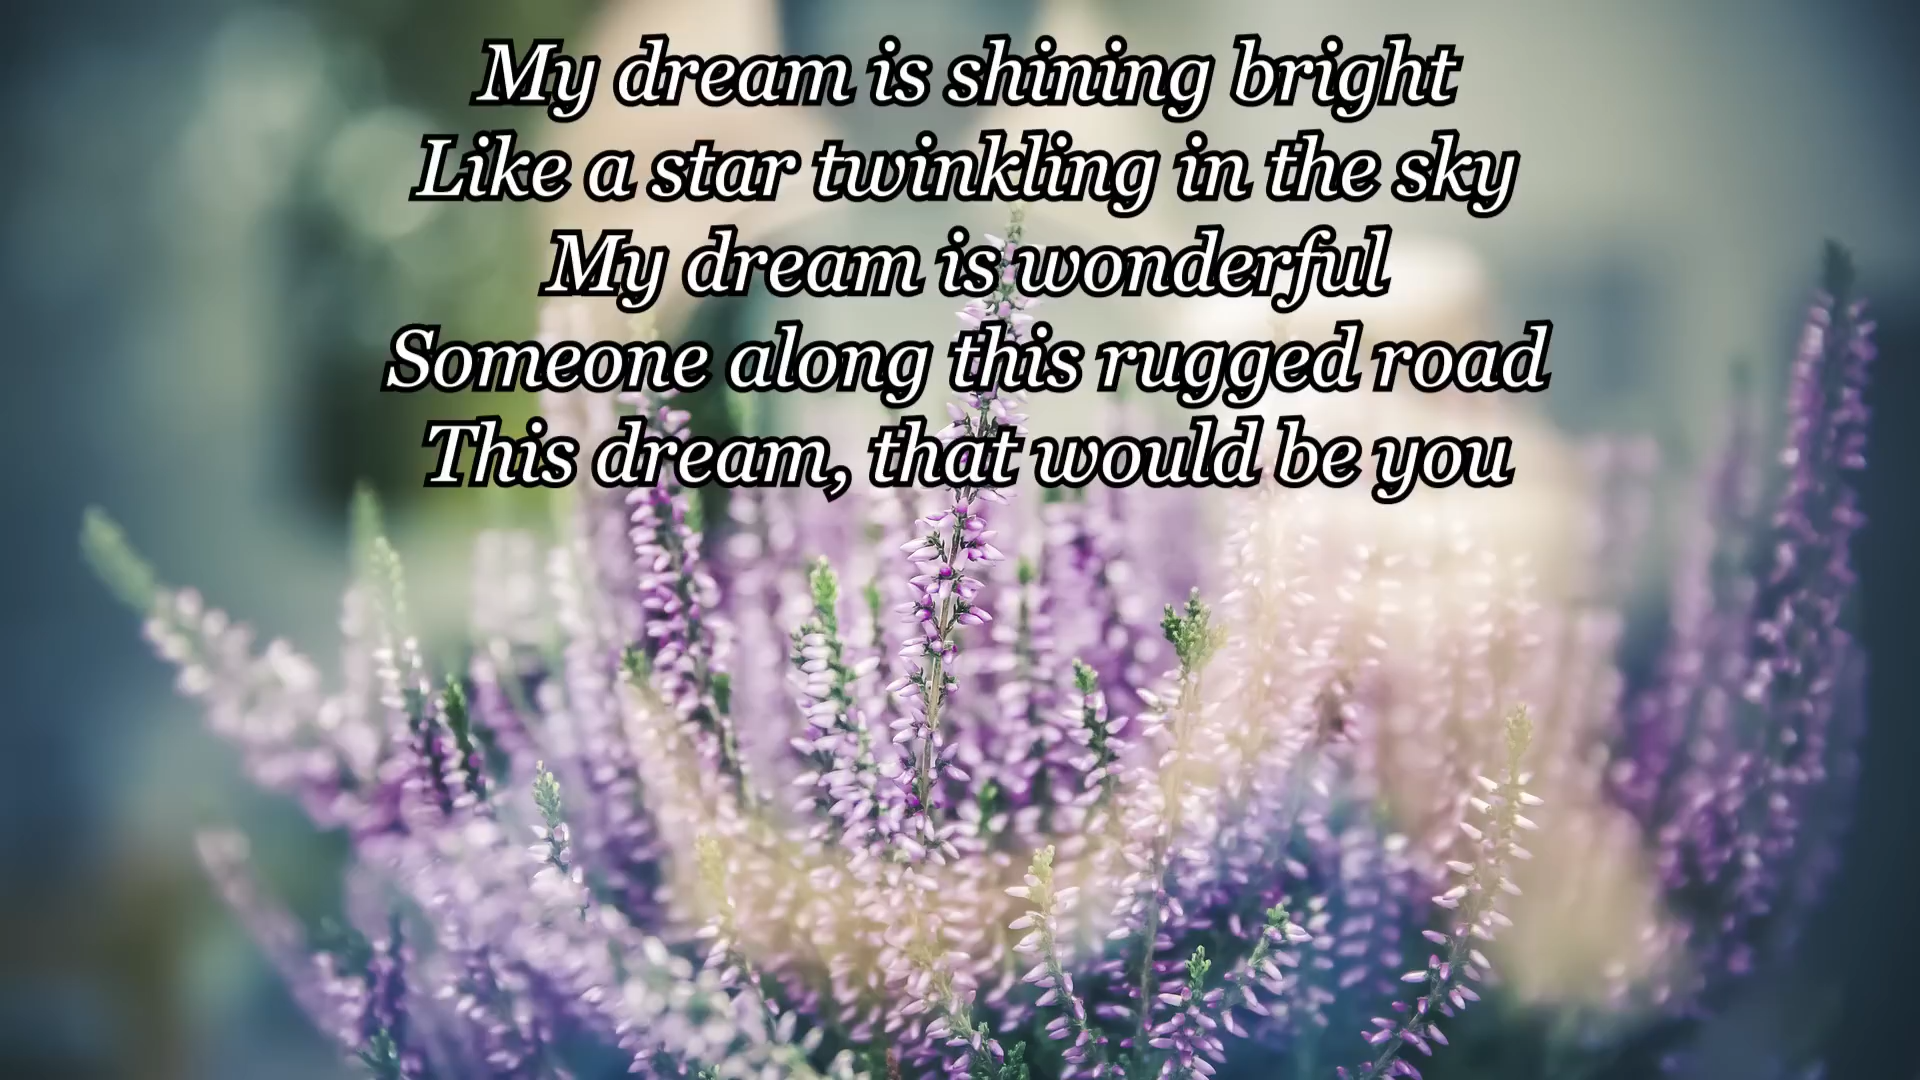 My dream is shining bright
Like a star twinkling in the sky
My dream is wonderful
Someone along this rugged road
This dream, that would be you